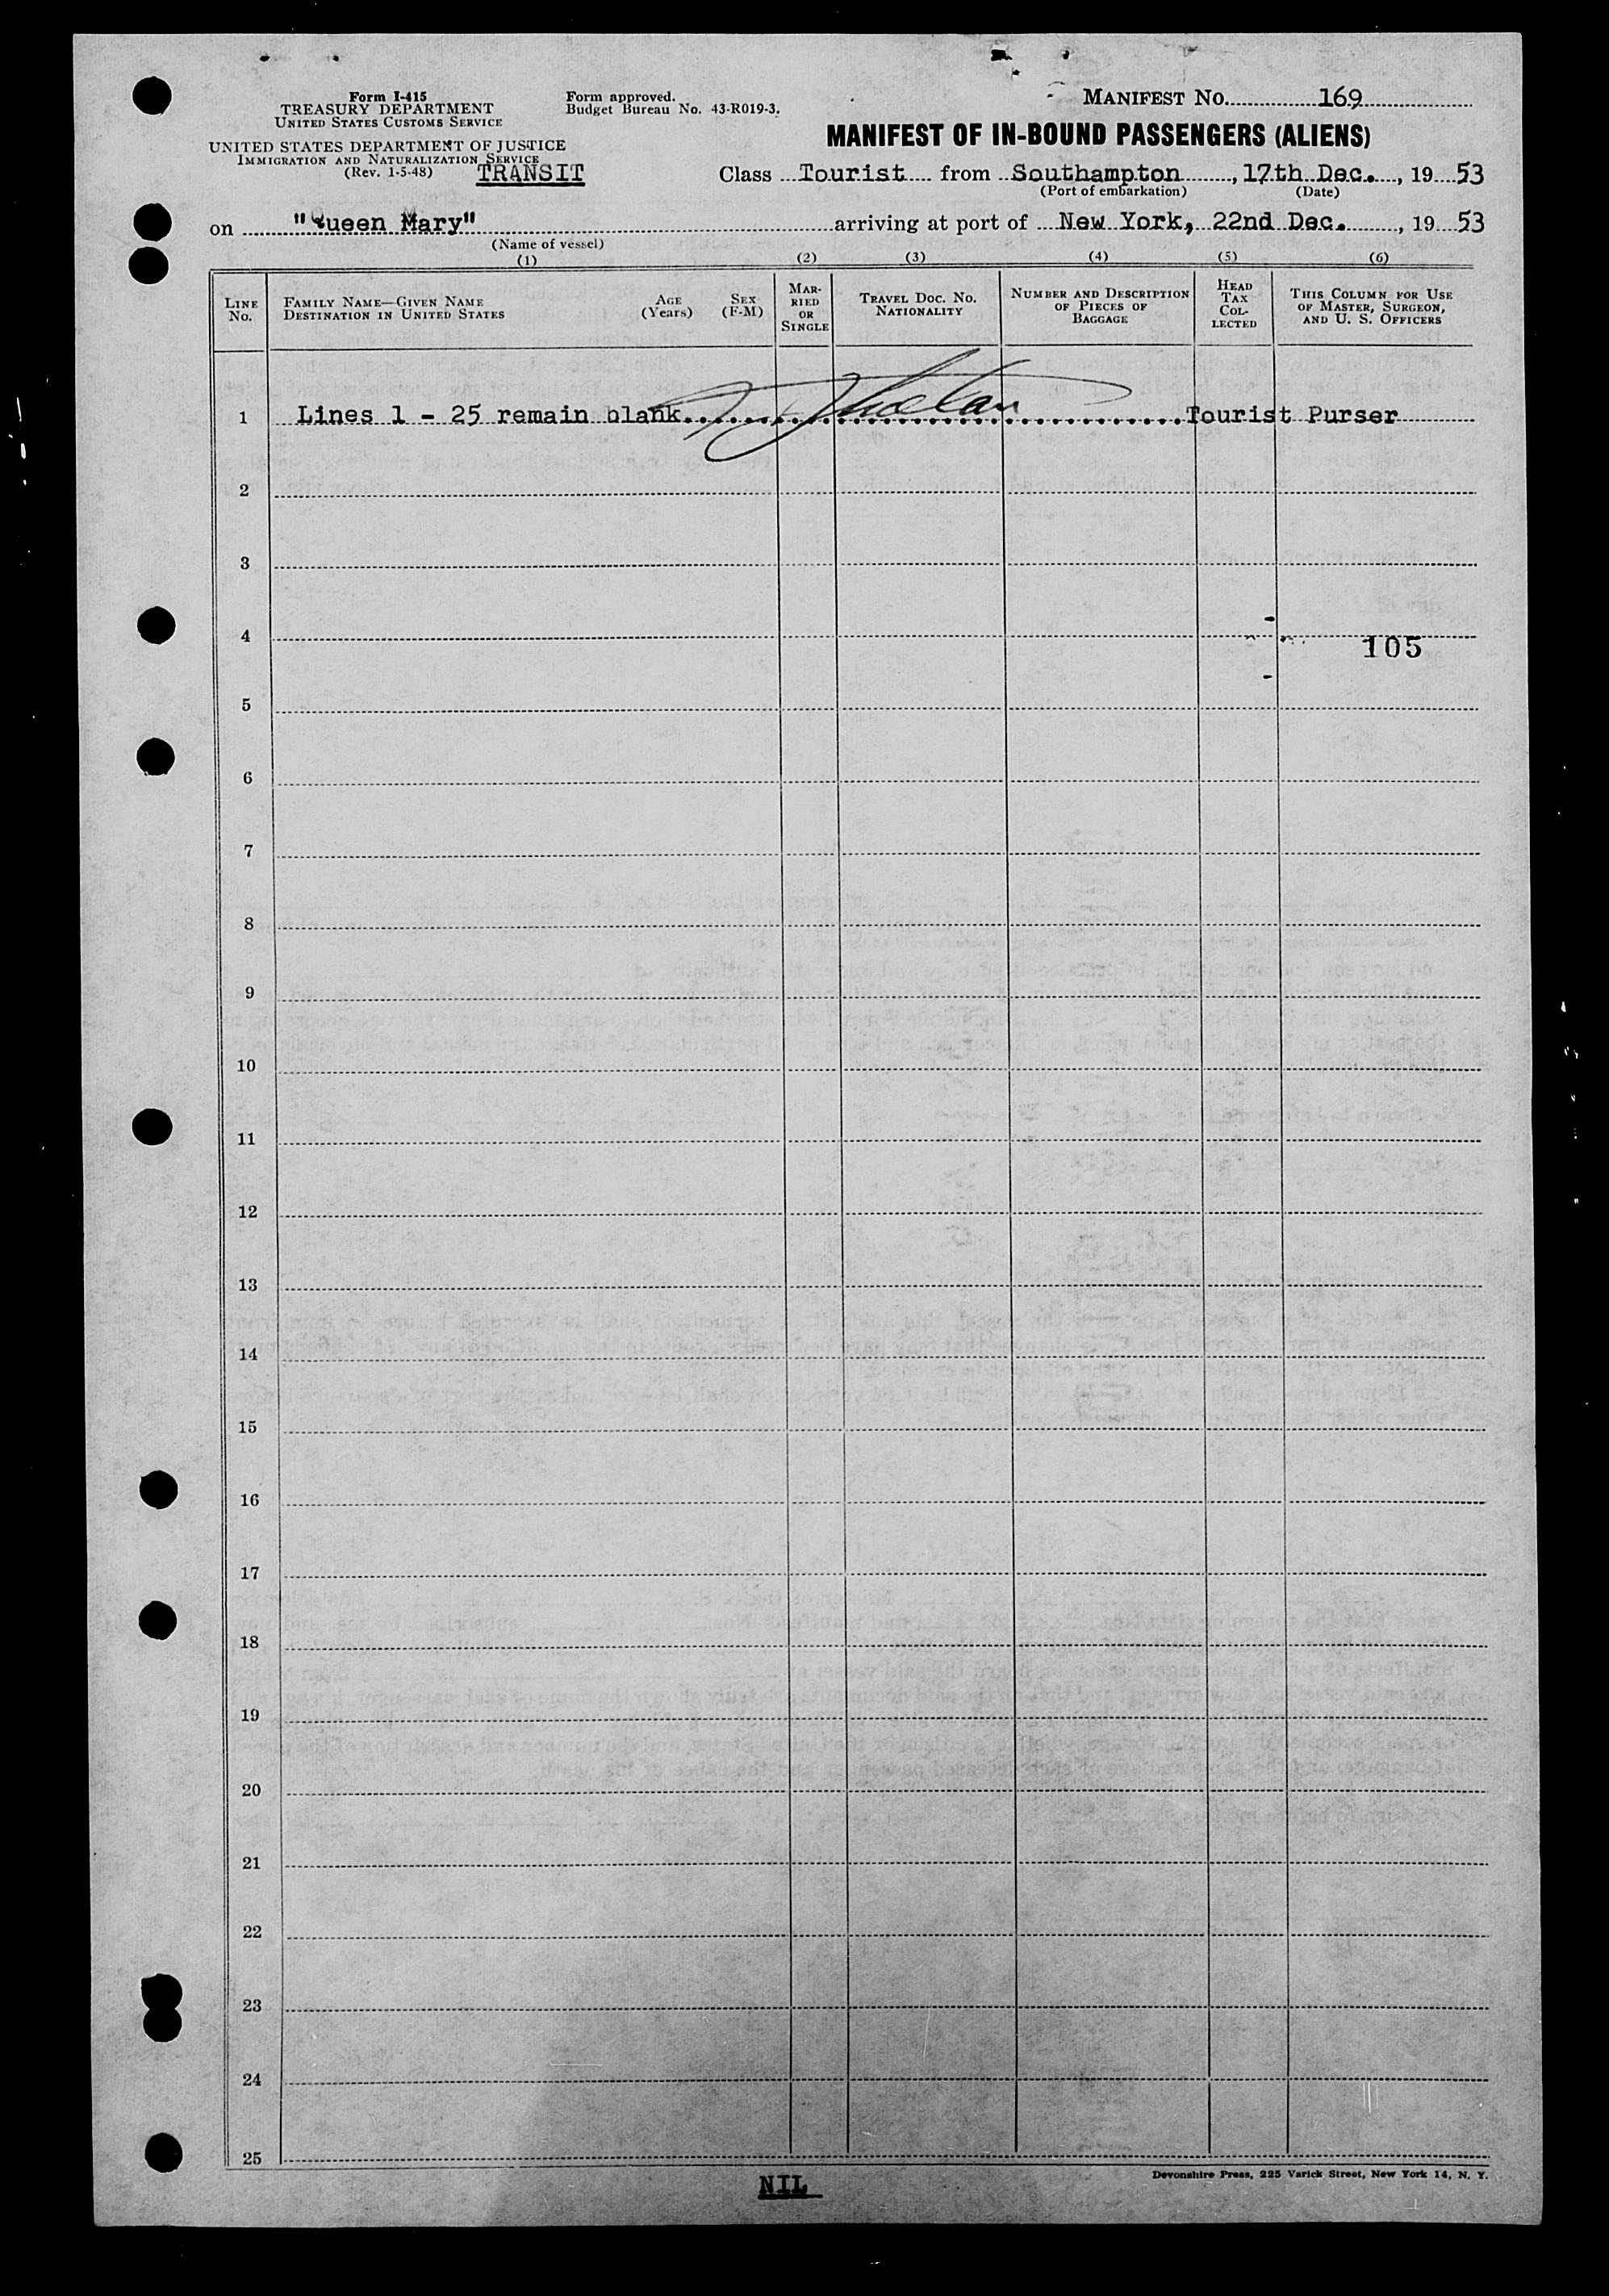 Form I-415
TREASURY DEPARTMENT
UNITED STATES CUSTOMS SERVICE
UNITED STATES DEPARTMENT OF JUSTICE
IMMIGRATION AND NATURALIZATION SERVICE
(Rev. 1-5-48) TRANSIT
Form approved.
Budget Bureau No. 43-R019-3.
MANIFEST NO. 169
MANIFEST OF IN-BOUND PASSENGERS (ALIENS)
Class Tourist from Southampton, 17th Dec., 19 53
(Port of embarkation) (Date)
on "Queen Mary" arriving at port of New York, 22nd Dec., 19 53
(Name of vessel)
(1) (2) (3) (4) (5) (6)
LINE NO.
FAMILY NAME—GIVEN NAME
DESTINATION IN UNITED STATES
AGE (Years)
SEX (F-M)
MAR-
RIED
OR
SINGLE
TRAVEL DOC. NO.
NATIONALITY
NUMBER AND DESCRIPTION
OF PIECES OF
BAGGAGE
HEAD
TAX
COL-
LECTED
THIS COLUMN FOR USE
OF MASTER, SURGEON,
AND U. S. OFFICERS
1 Lines 1 - 25 remain blank Tourist Purser
2
3
4 105
5
6
7
8
9
10
11
12
13
14
15
16
17
18
19
20
21
22
23
24
25
Devonshire Press, 225 Varick Street, New York 14, N. Y.
NIL